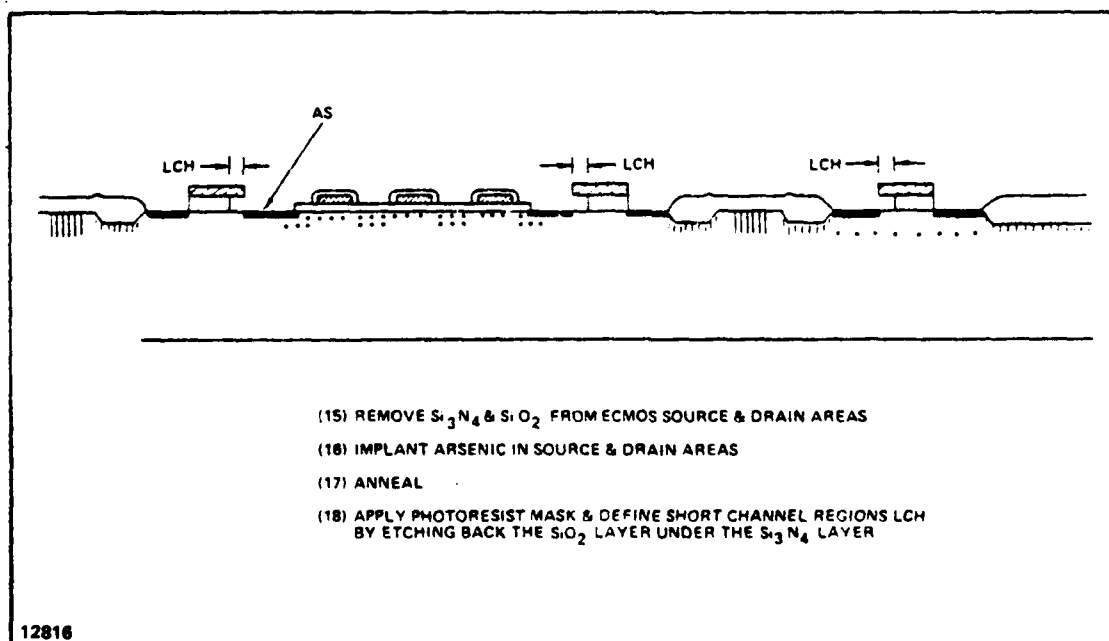 AS
LCH
LCH
LCH
(15) REMOVE Si₃N₄ & SiO₂ FROM ECMOS SOURCE & DRAIN AREAS
(16) IMPLANT ARSENIC IN SOURCE & DRAIN AREAS
(17) ANNEAL
(18) APPLY PHOTORESIST MASK & DEFINE SHORT CHANNEL REGIONS LCH
BY ETCHING BACK THE SiO₂ LAYER UNDER THE Si₃N₄ LAYER
12816